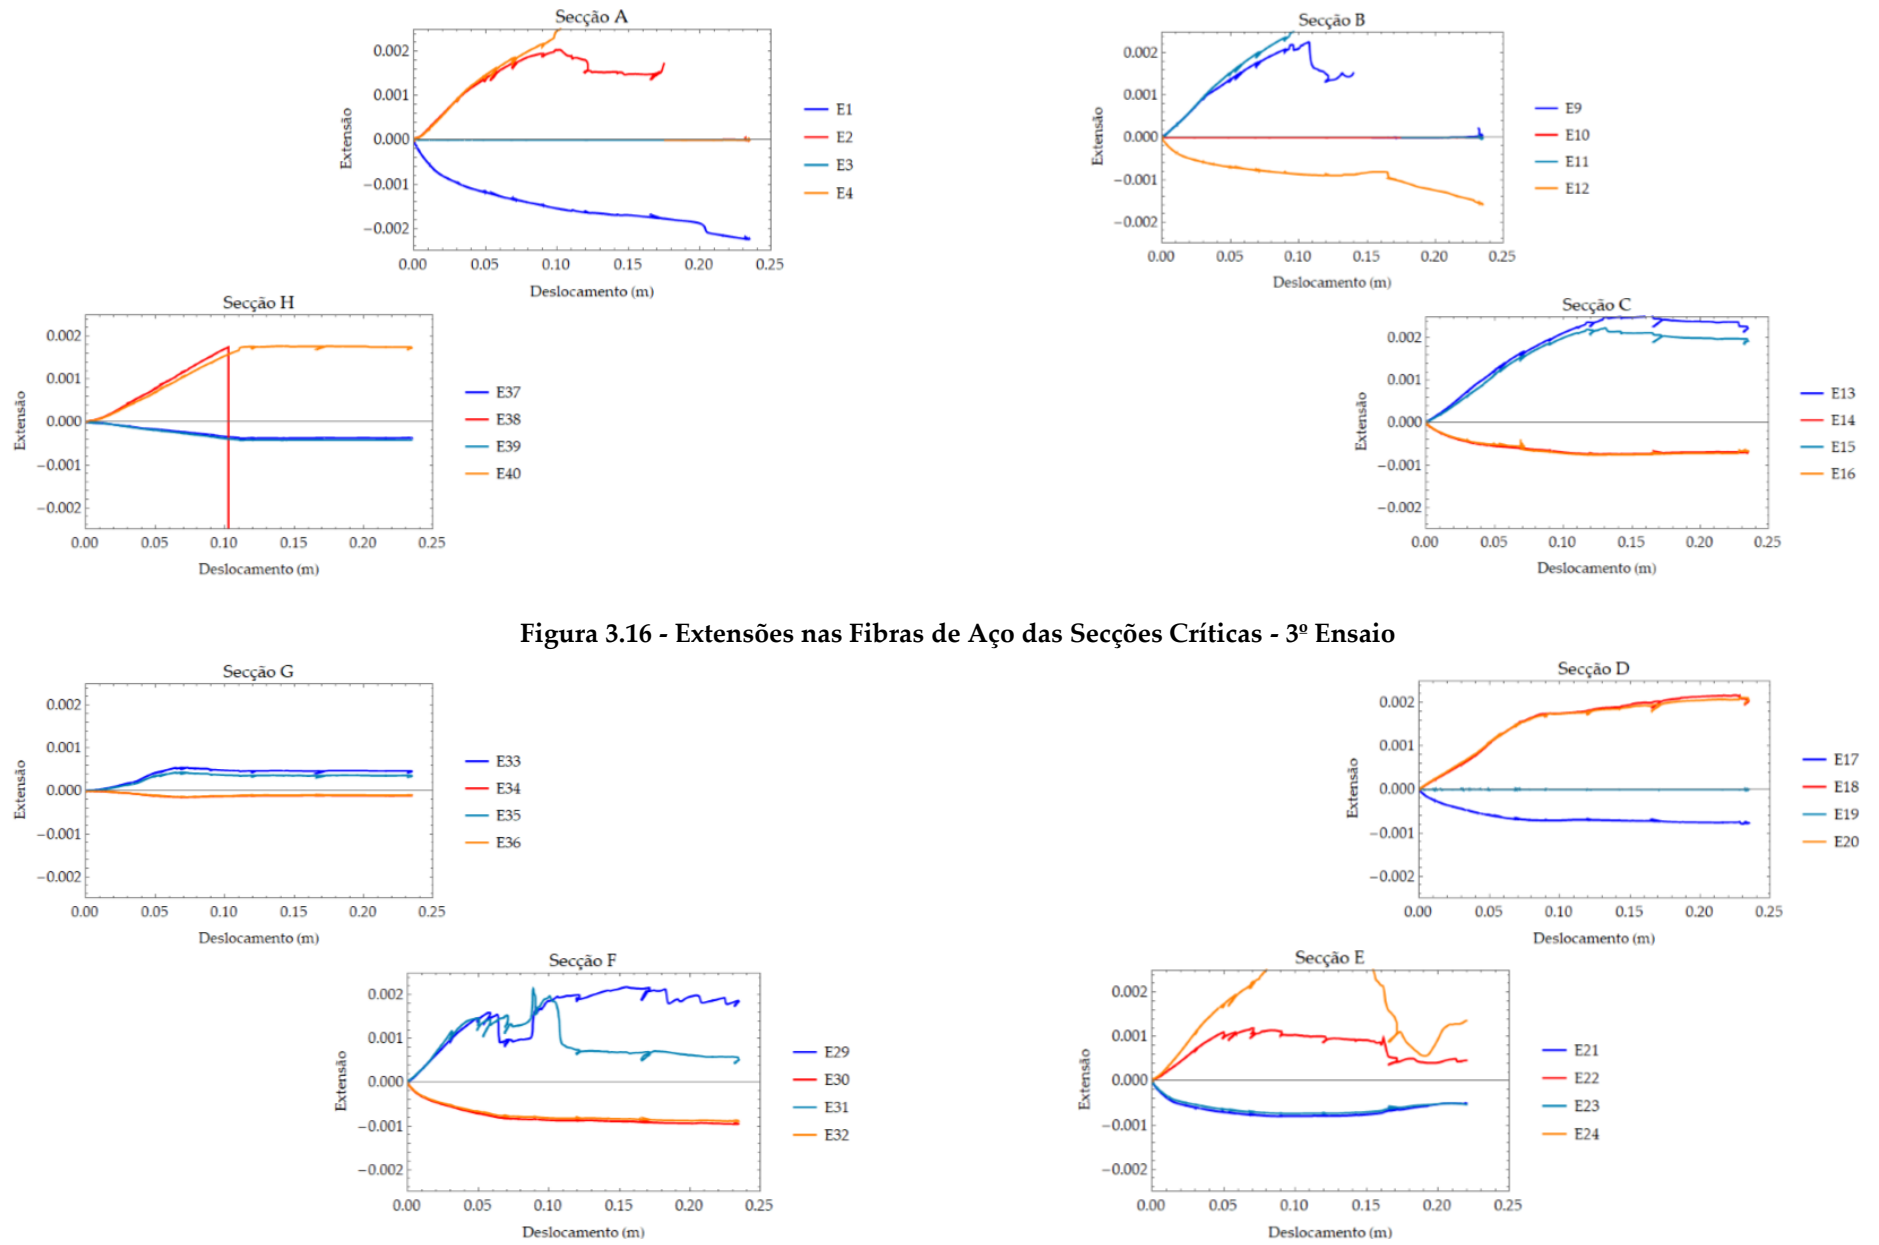 Secção A
0.002
0.001
0.000
−0.001
−0.002
Extensão
0.00 0.05 0.10 0.15 0.20 0.25
Deslocamento (m)
E1
E2
E3
E4
Secção B
0.002
0.001
0.000
−0.001
−0.002
Extensão
0.00 0.05 0.10 0.15 0.20 0.25
Deslocamento (m)
E9
E10
E11
E12
Secção H
0.002
0.001
0.000
−0.001
−0.002
Extensão
0.00 0.05 0.10 0.15 0.20 0.25
Deslocamento (m)
E37
E38
E39
E40
Secção C
0.002
0.001
0.000
−0.001
−0.002
Extensão
0.00 0.05 0.10 0.15 0.20 0.25
Deslocamento (m)
E13
E14
E15
E16
Figura 3.16 - Extensões nas Fibras de Aço das Secções Críticas - 3º Ensaio
Secção G
0.002
0.001
0.000
−0.001
−0.002
Extensão
0.00 0.05 0.10 0.15 0.20 0.25
Deslocamento (m)
E33
E34
E35
E36
Secção D
0.002
0.001
0.000
−0.001
−0.002
Extensão
0.00 0.05 0.10 0.15 0.20 0.25
Deslocamento (m)
E17
E18
E19
E20
Secção F
0.002
0.001
0.000
−0.001
−0.002
Extensão
0.00 0.05 0.10 0.15 0.20 0.25
Deslocamento (m)
E29
E30
E31
E32
Secção E
0.002
0.001
0.000
−0.001
−0.002
Extensão
0.00 0.05 0.10 0.15 0.20 0.25
Deslocamento (m)
E21
E22
E23
E24